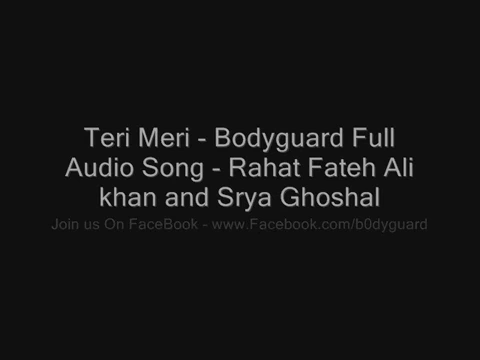 Teri Meri - Bodyguard Full
Audio Song - Rahat Fateh Ali
khan and Srya Ghoshal
Join us On FaceBook - www.Facebook.com/b0dyguard